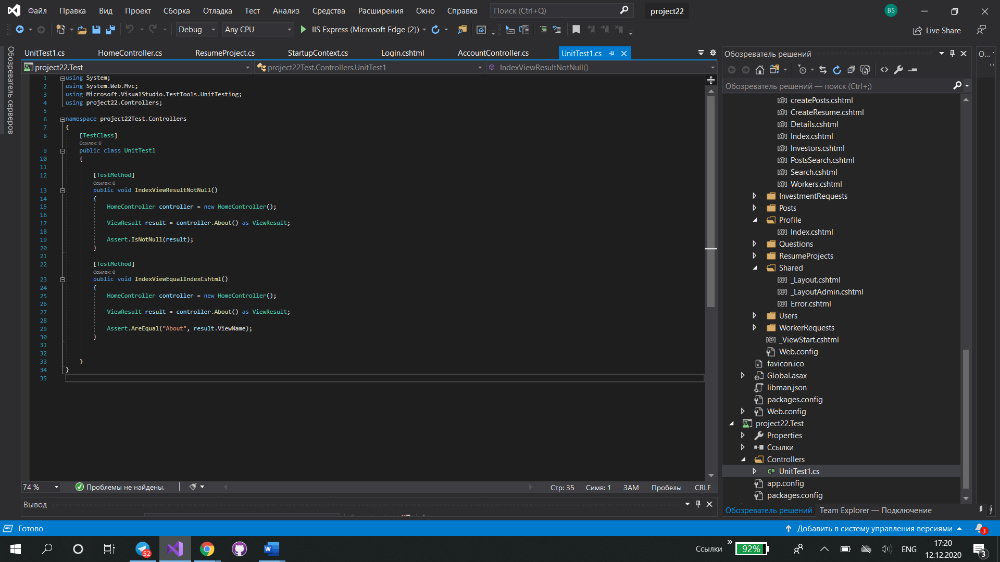 Файл Правка Вид Проект Сборка Отладка Тест Анализ Средства Расширения Окно Справка Поиск (Ctrl+Q) project22 BS
Debug Any CPU IIS Express (Microsoft Edge (2)) Live Share
Обозреватель серверов
UnitTest1.cs HomeController.cs ResumeProject.cs StartupContext.cs Login.cshtml AccountController.cs UnitTest1.cs
project22.Test project22Test.Controllers.UnitTest1 IndexViewResultNotNull()
1 using System;
2 using System.Web.Mvc;
3 using Microsoft.VisualStudio.TestTools.UnitTesting;
4 using project22.Controllers;
5
6 namespace project22Test.Controllers
7 {
8 [TestClass]
Ссылок: 0
9 public class UnitTest1
10 {
11
12 [TestMethod]
Ссылок: 0
13 public void IndexViewResultNotNull()
14 {
15 HomeController controller = new HomeController();
16
17 ViewResult result = controller.About() as ViewResult;
18
19 Assert.IsNotNull(result);
20 }
21
22 [TestMethod]
Ссылок: 0
23 public void IndexViewEqualIndexCshtml()
24 {
25 HomeController controller = new HomeController();
26
27 ViewResult result = controller.About() as ViewResult;
28
29 Assert.AreEqual("About", result.ViewName);
30 }
31
32
33 }
34 }
35
74 % Проблемы не найдены. Стр: 35 Симв: 1 ЗАМ Пробелы CRLF
Вывод
Обозреватель решений
О...
Обозреватель решений — поиск (Ctrl+;)
createPosts.cshtml
CreateResume.cshtml
Details.cshtml
Index.cshtml
Investors.cshtml
PostsSearch.cshtml
Search.cshtml
Workers.cshtml
InvestmentRequests
Posts
Profile
Index.cshtml
Questions
ResumeProjects
Shared
_Layout.cshtml
_LayoutAdmin.cshtml
Error.cshtml
Users
WorkerRequests
_ViewStart.cshtml
Web.config
favicon.ico
Global.asax
libman.json
packages.config
Web.config
project22.Test
Properties
Ссылки
Controllers
C# UnitTest1.cs
app.config
packages.config
Обозреватель решений Team Explorer — Подключение
Готово Добавить в систему управления версиями 3
52 Ссылки » 92% ENG 17:20
12.12.2020 3